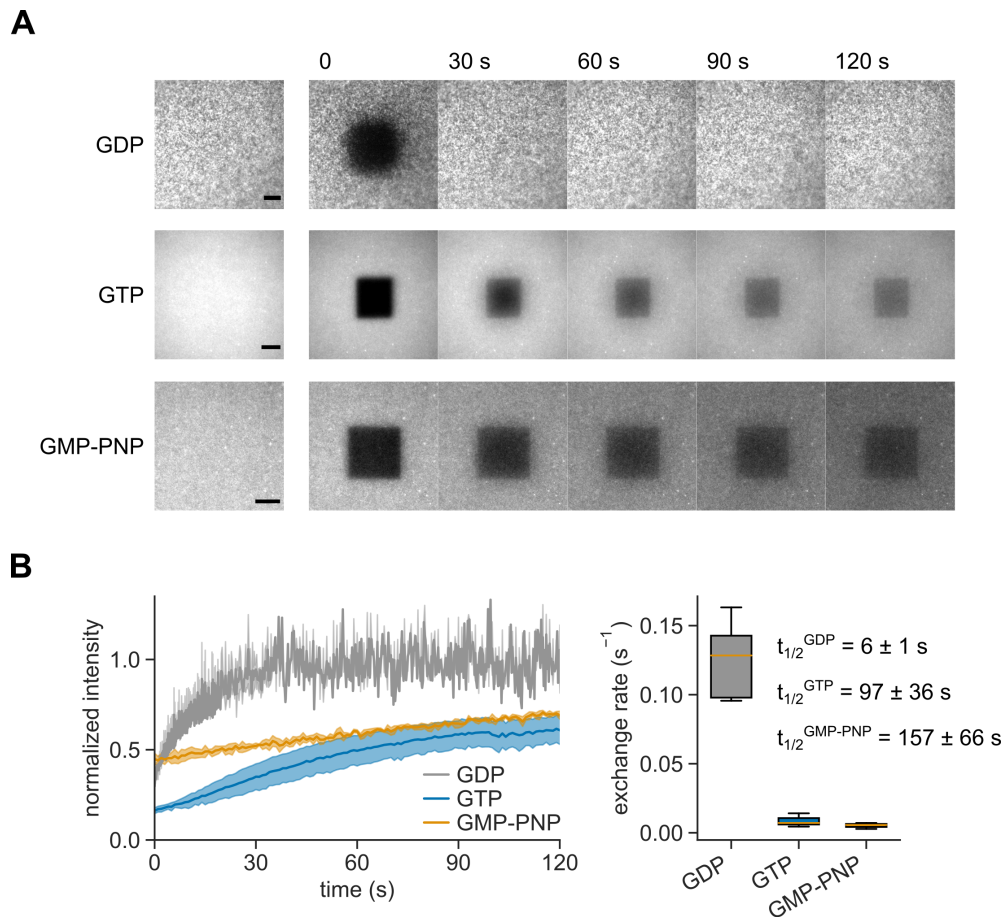 A
0 30 s 60 s 90 s 120 s
GDP
GTP
GMP-PNP
B
normalized intensity
1.0
0.5
0.0
0 30 60 90 120
time (s)
GDP
GTP
GMP-PNP
exchange rate (s⁻¹)
0.15
0.10
0.05
0.00
GDP GTP GMP-PNP
t₁/₂ᴳᴰᴾ = 6 ± 1 s
t₁/₂ᴳᵀᴾ = 97 ± 36 s
t₁/₂ᴳᴹᴾ⁻ᴾᴺᴾ = 157 ± 66 s